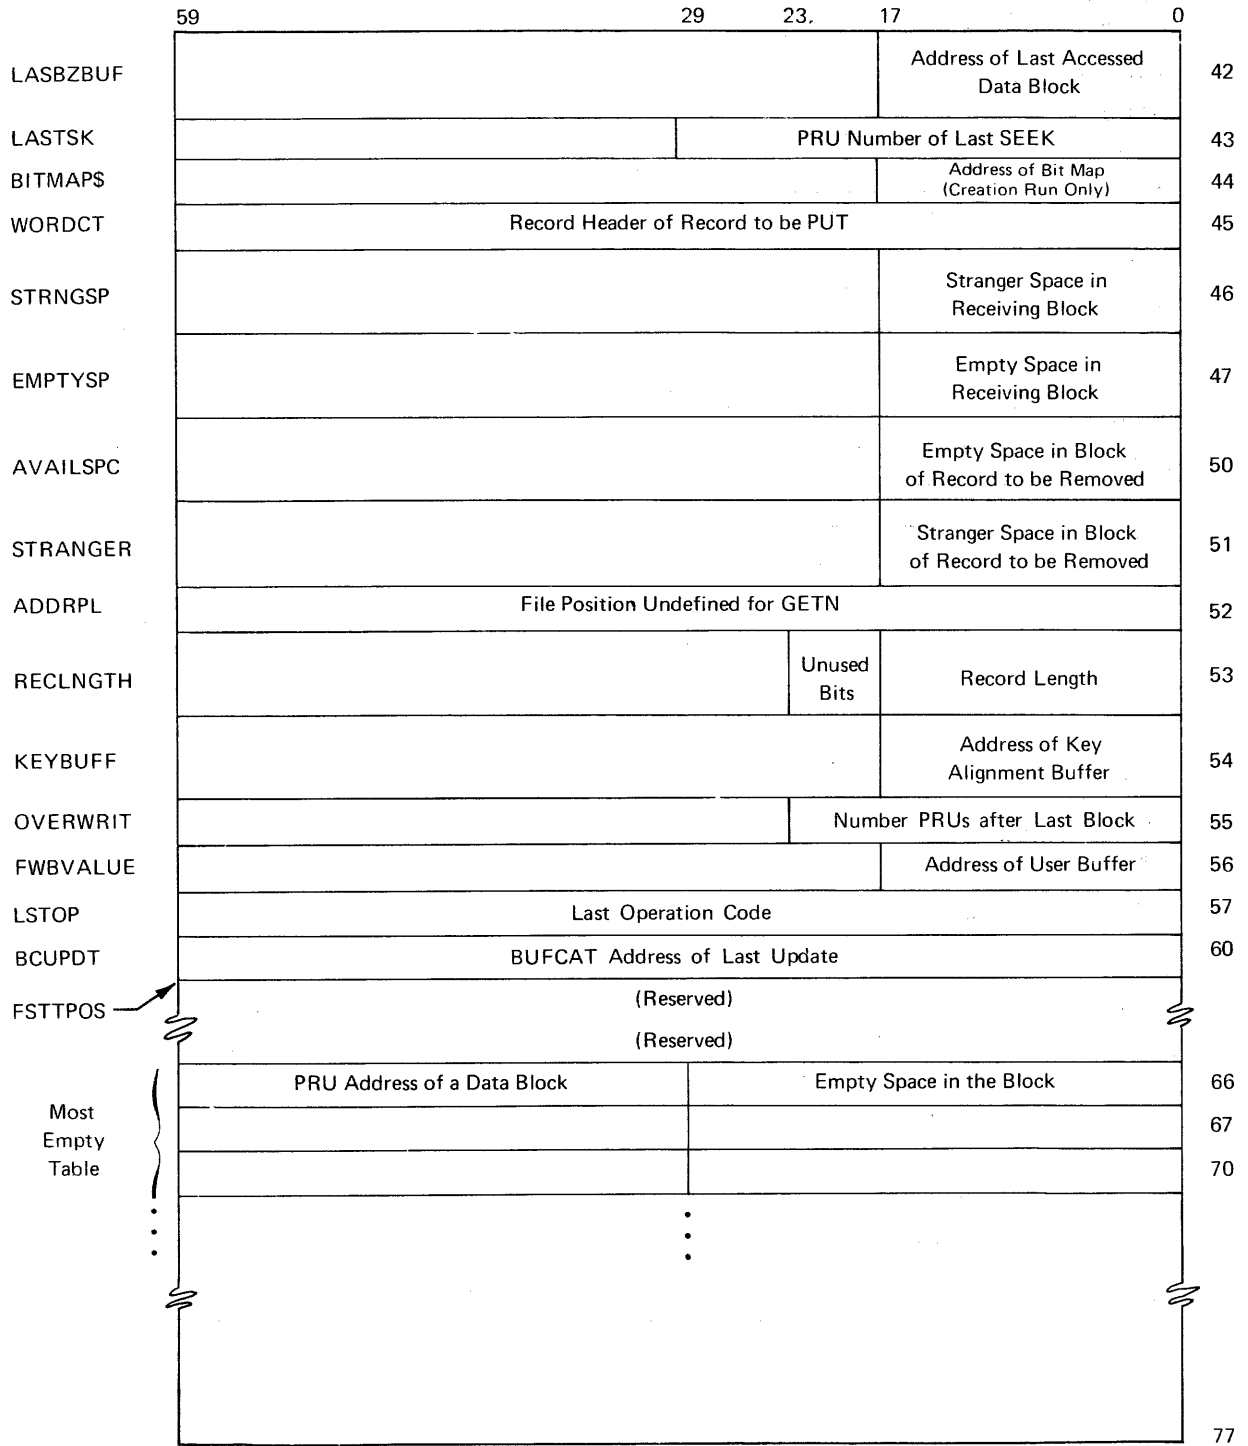 59 29 23. 17 0
LASBZBUF Address of Last Accessed 42
Data Block
LASTSK PRU Number of Last SEEK 43
BITMAP$ Address of Bit Map 44
(Creation Run Only)
WORDCT Record Header of Record to be PUT 45
STRNGSP Stranger Space in 46
Receiving Block
EMPTYSP Empty Space in 47
Receiving Block
AVAILSPC Empty Space in Block 50
of Record to be Removed
STRANGER Stranger Space in Block 51
of Record to be Removed
ADDRPL File Position Undefined for GETN 52
RECLNGTH Unused Record Length 53
Bits
KEYBUFF Address of Key 54
Alignment Buffer
OVERWRIT Number PRUs after Last Block 55
FWBVALUE Address of User Buffer 56
LSTOP Last Operation Code 57
BCUPDT BUFCAT Address of Last Update 60
FSTTPOS (Reserved)
(Reserved)
PRU Address of a Data Block Empty Space in the Block 66
Most
Empty 67
Table 70
77